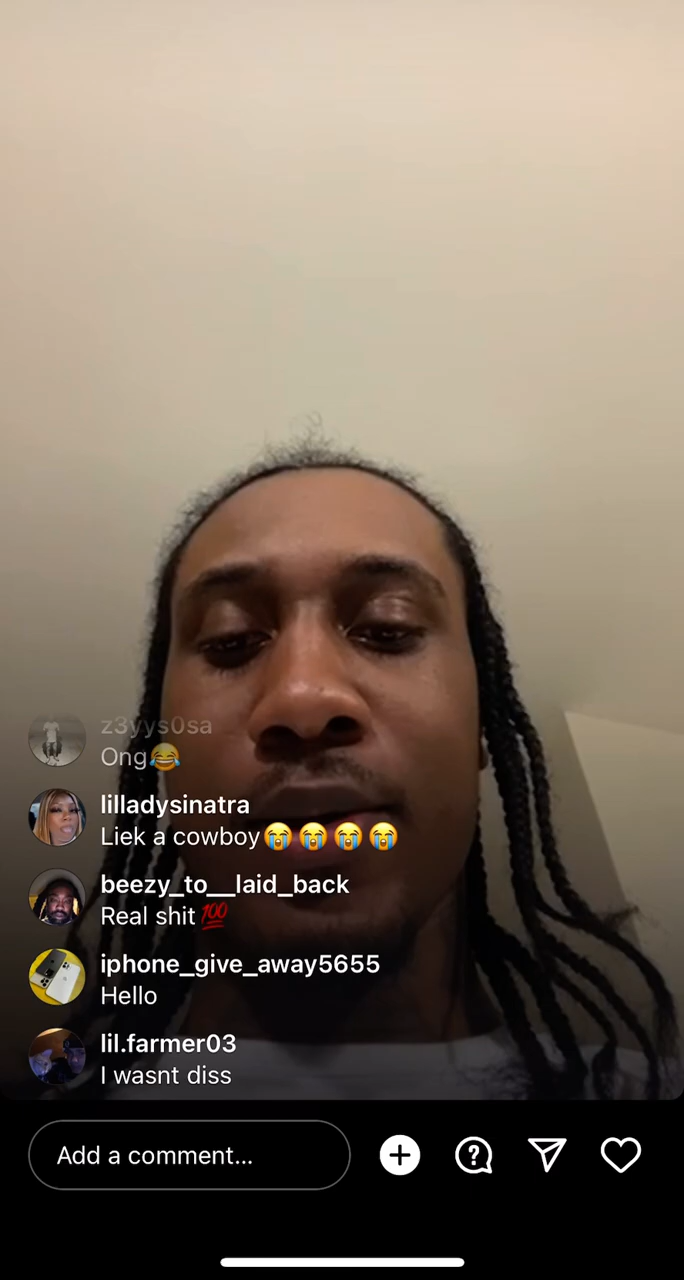 z3yys0sa
Ong😂
lilladysinatra
Liek a cowboy😭😭😭😭
beezy_to__laid_back
Real shit 💯
iphone_give_away5655
Hello
lil.farmer03
I wasnt diss
Add a comment...